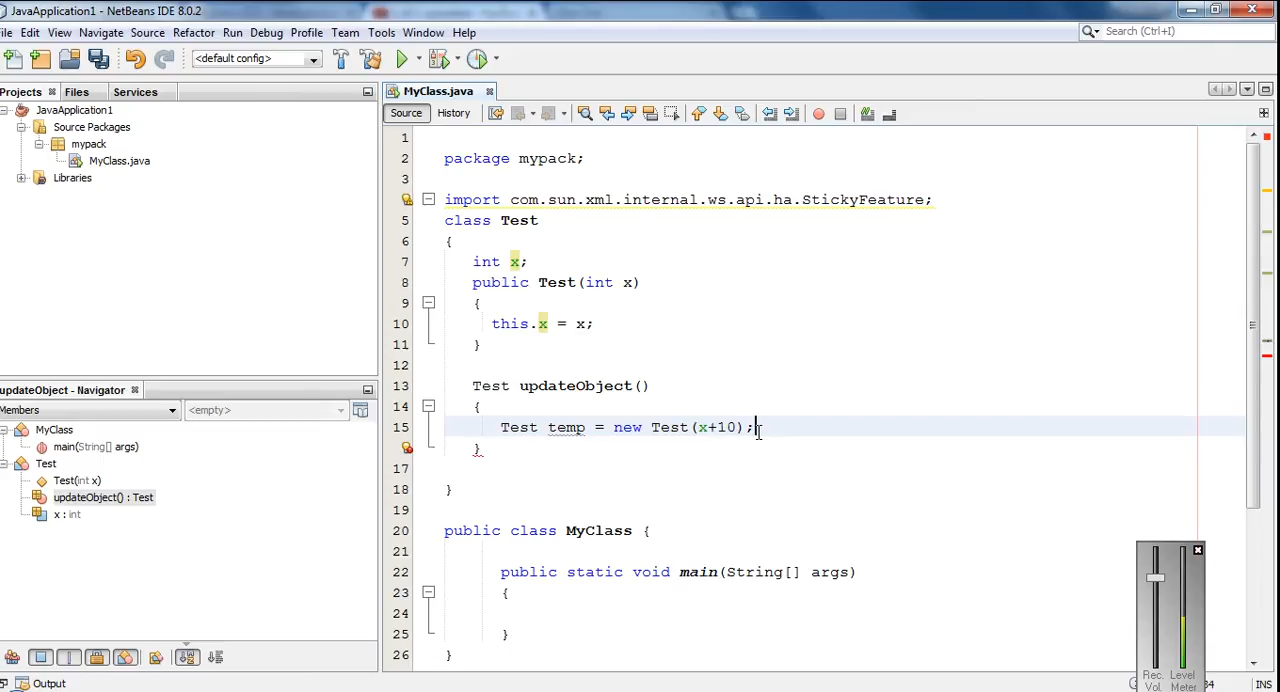 JavaApplication1 - NetBeans IDE 8.0.2
File Edit View Navigate Source Refactor Run Debug Profile Team Tools Window Help
Search (Ctrl+I)
<default config>
Projects Files Services
MyClass.java
JavaApplication1
Source Packages
mypack
MyClass.java
Libraries
Source History
1
2 package mypack;
3
import com.sun.xml.internal.ws.api.ha.StickyFeature;
5 class Test
6 {
7 int x;
8 public Test(int x)
9 {
10 this.x = x;
11 }
12
13 Test updateObject()
14 {
15 Test temp = new Test(x+10);
}
17
18 }
19
20 public class MyClass {
21
22 public static void main(String[] args)
23 {
24
25 }
26 }
updateObject - Navigator
Members
<empty>
MyClass
main(String[] args)
Test
Test(int x)
updateObject() : Test
x : int
Rec. Level
Vol. Meter
Output
34 INS